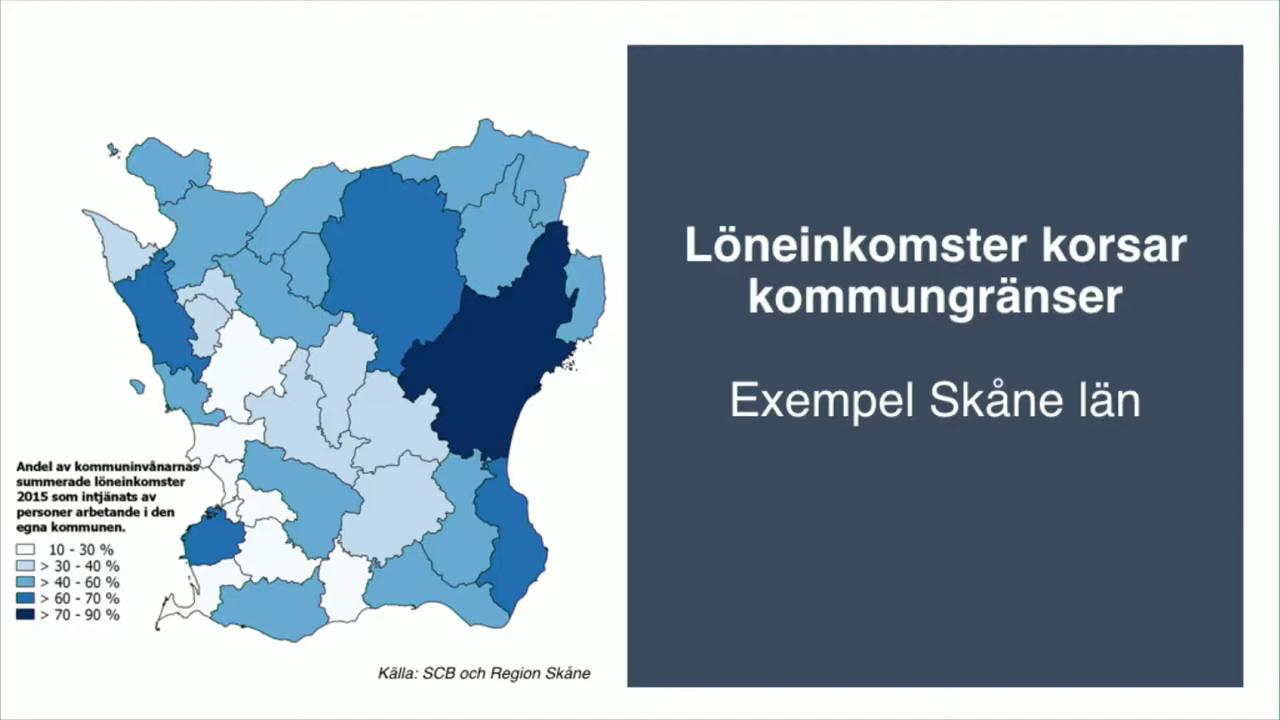 Löneinkomster korsar
kommungränser
Exempel Skåne län
Andel av kommuninvånarnas
summerade löneinkomster
2015 som intjänats av
personer arbetande i den
egna kommunen.
10 - 30 %
> 30 - 40 %
> 40 - 60 %
> 60 - 70 %
> 70 - 90 %
Källa: SCB och Region Skåne